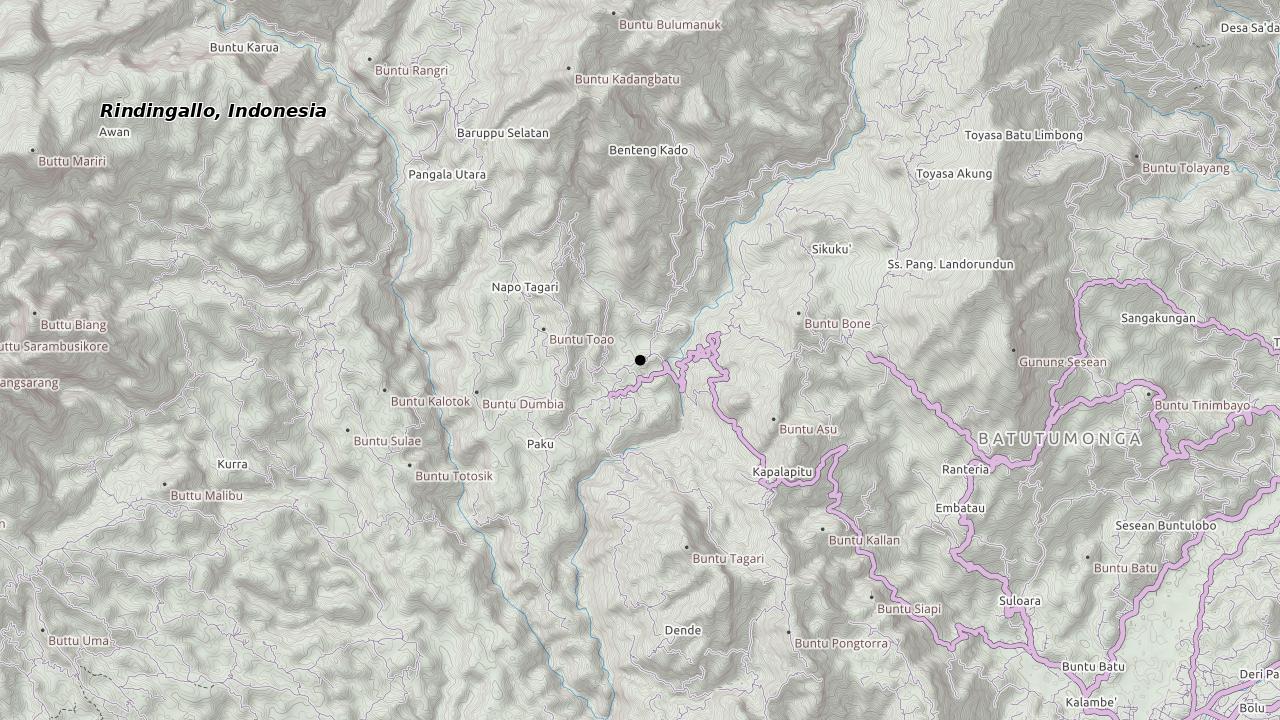 Buntu Bulumanuk
Desa Sa'da
Buntu Karua
Buntu Rangri
Buntu Kadangbatu
Rindingallo, Indonesia
Awan
Baruppu Selatan
Toyasa Batu Limbong
Buttu Mariri
Benteng Kado
Buntu Tolayang
Pangala Utara
Toyasa Akung
Sikuku'
Ss. Pang. Landorundun
Napo Tagari
Buttu Biang
Buntu Bone
Sangakungan
Buntu Toao
uttu Sarambusikore
Gunung Sesean
angsarang
Buntu Kalotok
Buntu Dumbia
Buntu Tinimbayo
Buntu Asu
Buntu Sulae
Paku
BATUTUMONGA
Kurra
Buntu Totosik
Kapalapitu
Ranteria
Buttu Malibu
Embatau
Sesean Buntulobo
Buntu Kallan
Buntu Tagari
Buntu Batu
Suloara
Buntu Siapi
Dende
Buttu Uma
Buntu Pongtorra
Buntu Batu
Deri Pa
Kalambe'
Bolu